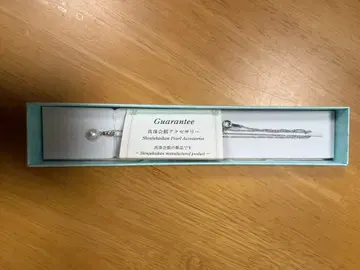 Guarantee
真珠会館アクセサリー
Shinjukaikan Pearl Accessories
真珠会館の製品です
~ Shinjukaikan manufactured product ~